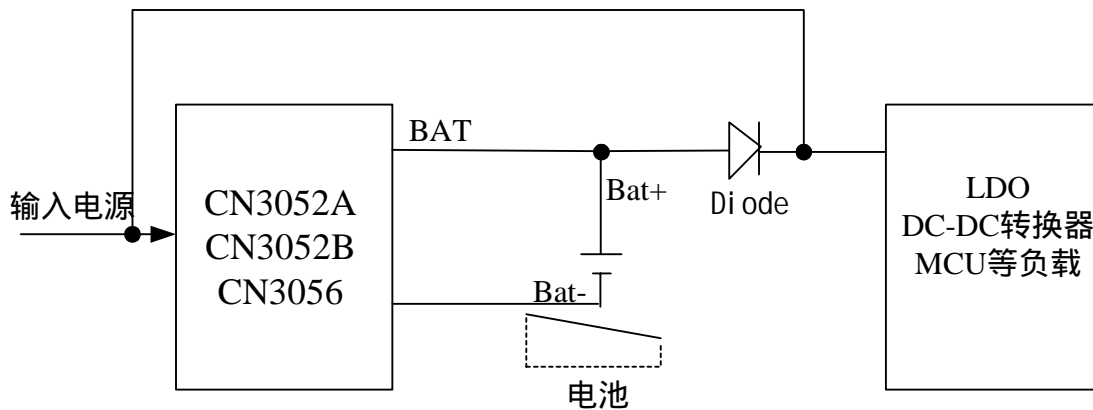 输入电源
CN3052A
CN3052B
CN3056
BAT
Bat+
Bat-
电池
Diode
LDO
DC-DC转换器
MCU等负载